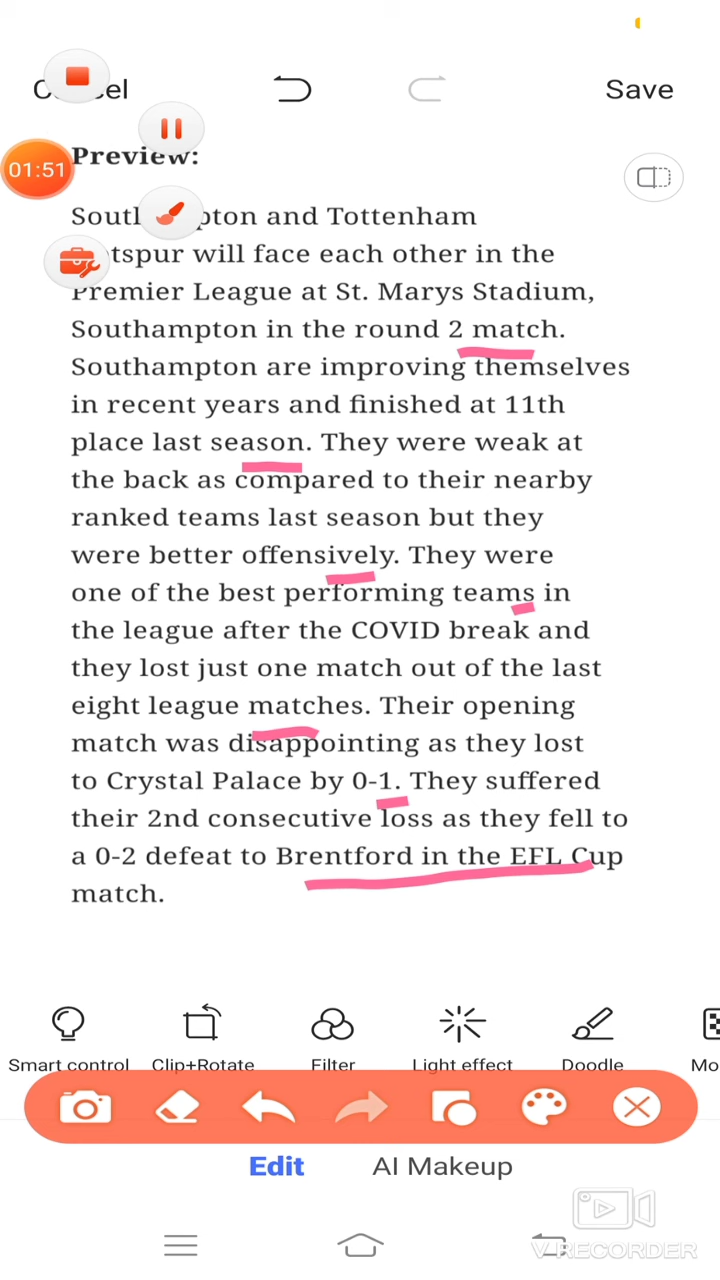 Save
01:51
Preview:
and Tottenham
will face each other in the
Premier League at St. Marys Stadium,
Southampton in the round 2 match.
Southampton are improving themselves
in recent years and finished at 11th
place last season. They were weak at
the back as compared to their nearby
ranked teams last season but they
were better offensively. They were
one of the best performing teams in
the league after the COVID break and
they lost just one match out of the last
eight league matches. Their opening
match was disappointing as they lost
to Crystal Palace by 0-1. They suffered
their 2nd consecutive loss as they fell to
a 0-2 defeat to Brentford in the EFL Cup
match.
Smart control Clip+Rotate Filter Light effect Doodle Mo
Edit AI Makeup
V RECORDER